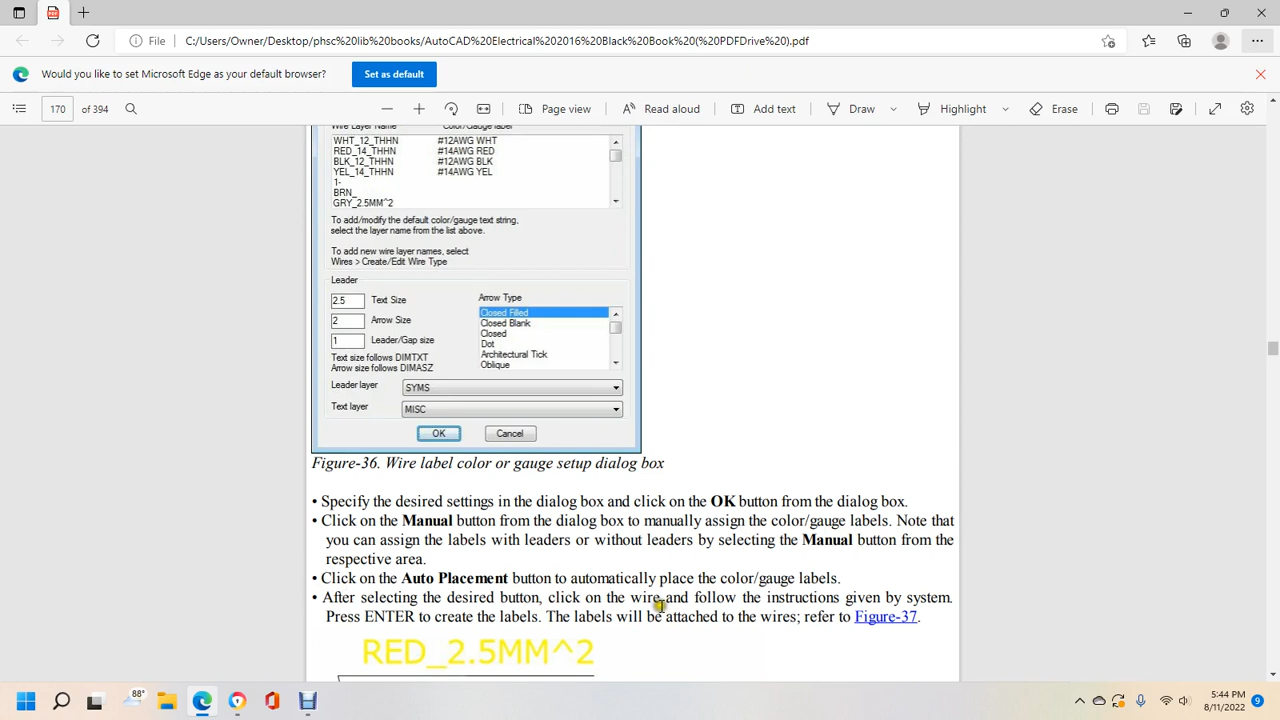 File C:/Users/Owner/Desktop/phsc%20lib%20books/AutoCAD%20Electrical%202016%20Black%20Book%20(%20PDFDrive%20).pdf
Would you like to set Microsoft Edge as your default browser? Set as default
170 of 394 Page view Read aloud Add text Draw Highlight Erase
Wire Layer Name Color/Gauge label
WHT_12_THHN #12AWG WHT
RED_14_THHN #14AWG RED
BLK_12_THHN #12AWG BLK
YEL_14_THHN #14AWG YEL
1-
BRN_
GRY_2.5MM^2
To add/modify the default color/gauge text string,
select the layer name from the list above.
To add new wire layer names, select
Wires > Create/Edit Wire Type
Leader
2.5 Text Size
2 Arrow Size
1 Leader/Gap size
Text size follows DIMTXT
Arrow size follows DIMASZ
Arrow Type
Closed Filled
Closed Blank
Closed
Dot
Architectural Tick
Oblique
Leader layer SYMS
Text layer MISC
OK Cancel
Figure-36. Wire label color or gauge setup dialog box
• Specify the desired settings in the dialog box and click on the OK button from the dialog box.
• Click on the Manual button from the dialog box to manually assign the color/gauge labels. Note that
you can assign the labels with leaders or without leaders by selecting the Manual button from the
respective area.
• Click on the Auto Placement button to automatically place the color/gauge labels.
• After selecting the desired button, click on the wire and follow the instructions given by system.
Press ENTER to create the labels. The labels will be attached to the wires; refer to Figure-37.
RED_2.5MM^2
88°
5:44 PM
8/11/2022
9